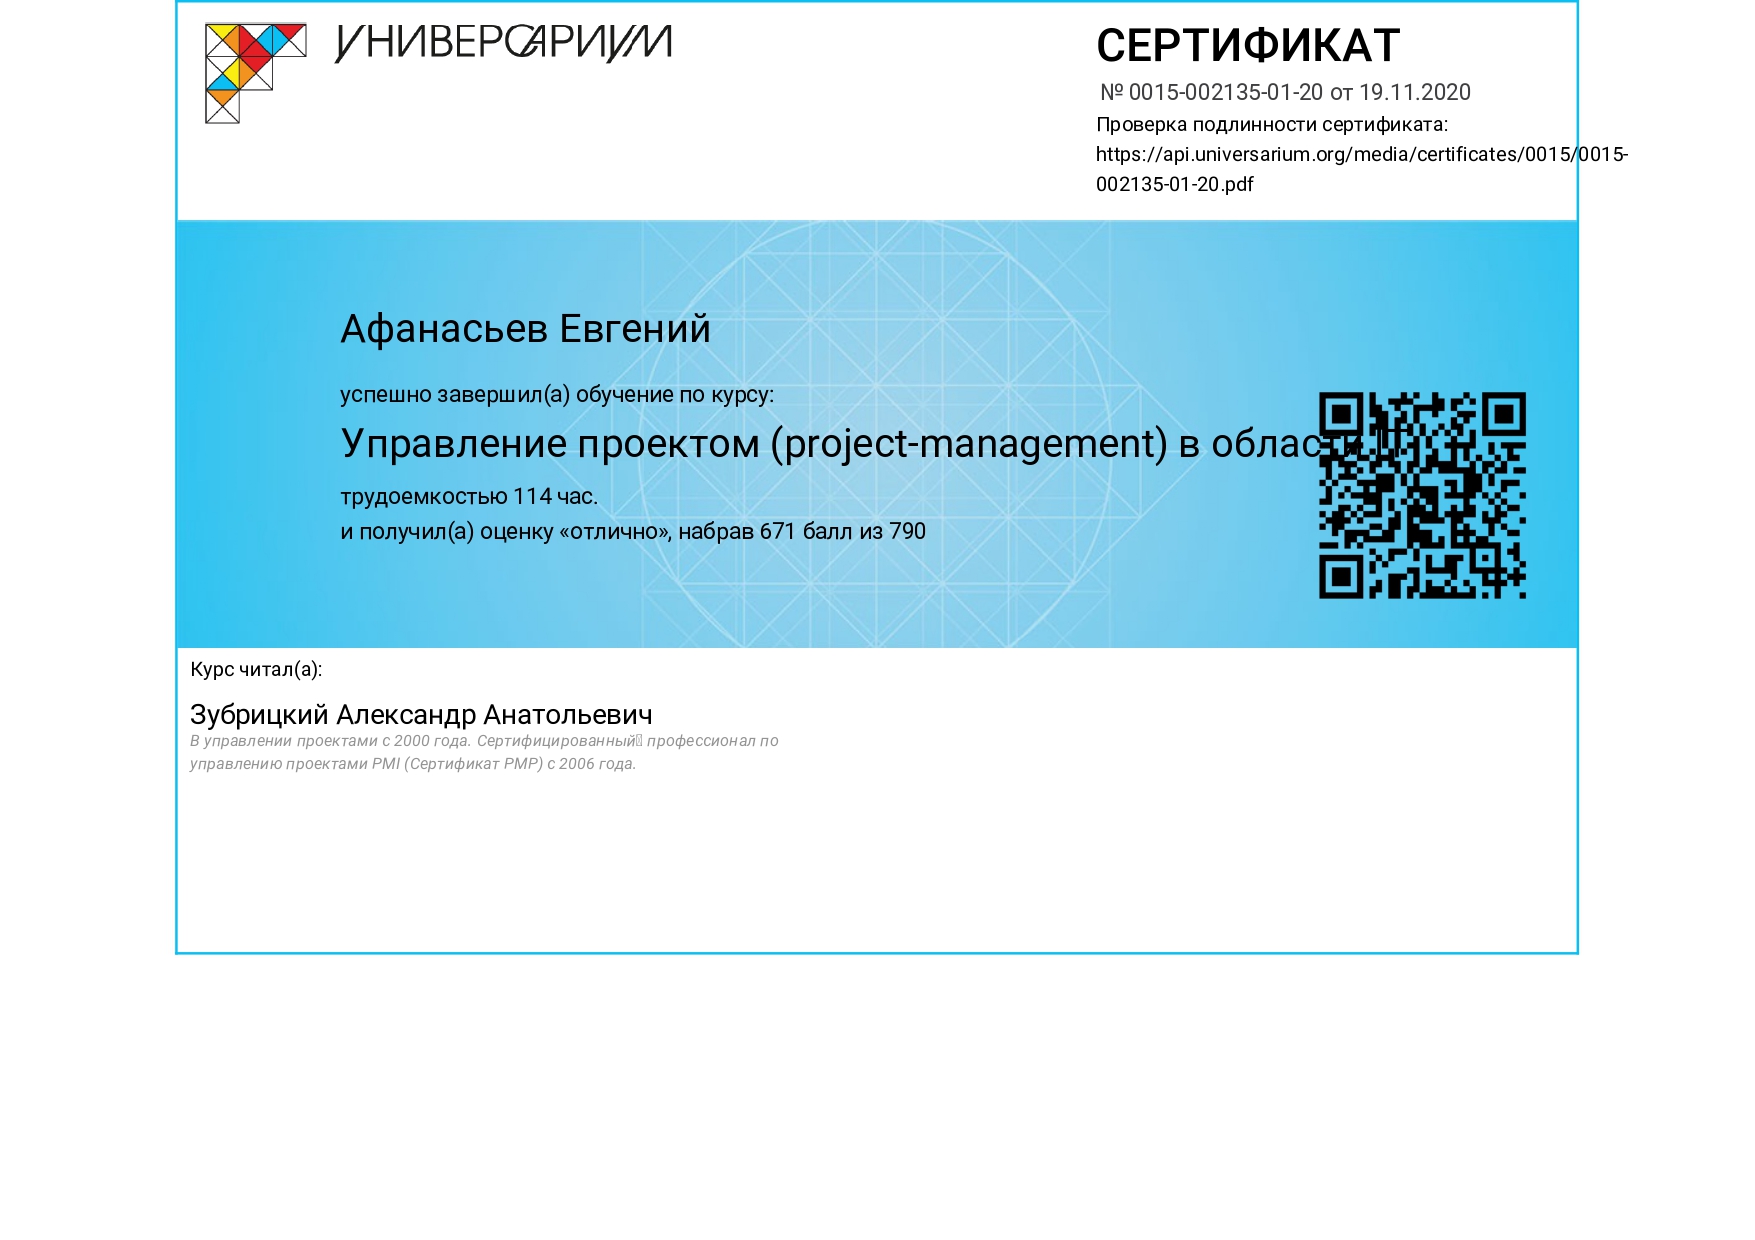 УНИВЕРСАРИУМ
СЕРТИФИКАТ
№ 0015-002135-01-20 от 19.11.2020
Проверка подлинности сертификата:
https://api.universarium.org/media/certificates/0015/0015-
002135-01-20.pdf
Афанасьев Евгений
успешно завершил(а) обучение по курсу:
Управление проектом (project-management) в области IT
трудоемкостью 114 час.
и получил(а) оценку «отлично», набрав 671 балл из 790
Курс читал(а):
Зубрицкий Александр Анатольевич
В управлении проектами с 2000 года. Сертифицированный профессионал по
управлению проектами PMI (Сертификат PMP) с 2006 года.